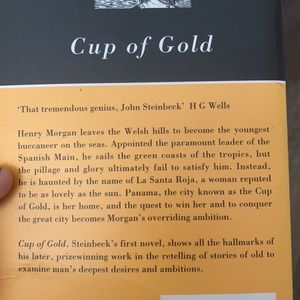 Cup of Gold
'That tremendous genius, John Steinbeck' H G Wells
Henry Morgan leaves the Welsh hills to become the youngest
buccaneer on the seas. Appointed the paramount leader of the
Spanish Main, he sails the green coasts of the tropics, but
the pillage and glory ultimately fail to satisfy him. Instead,
he is haunted by the name of La Santa Roja, a woman reputed
to be as lovely as the sun. Panama, the city known as the Cup
of Gold, is her home, and the quest to win her and to conquer
the great city becomes Morgan's overriding ambition.
Cup of Gold, Steinbeck's first novel, shows all the hallmarks of
his later, prizewinning work in the retelling of stories of old to
examine man's deepest desires and ambitions.